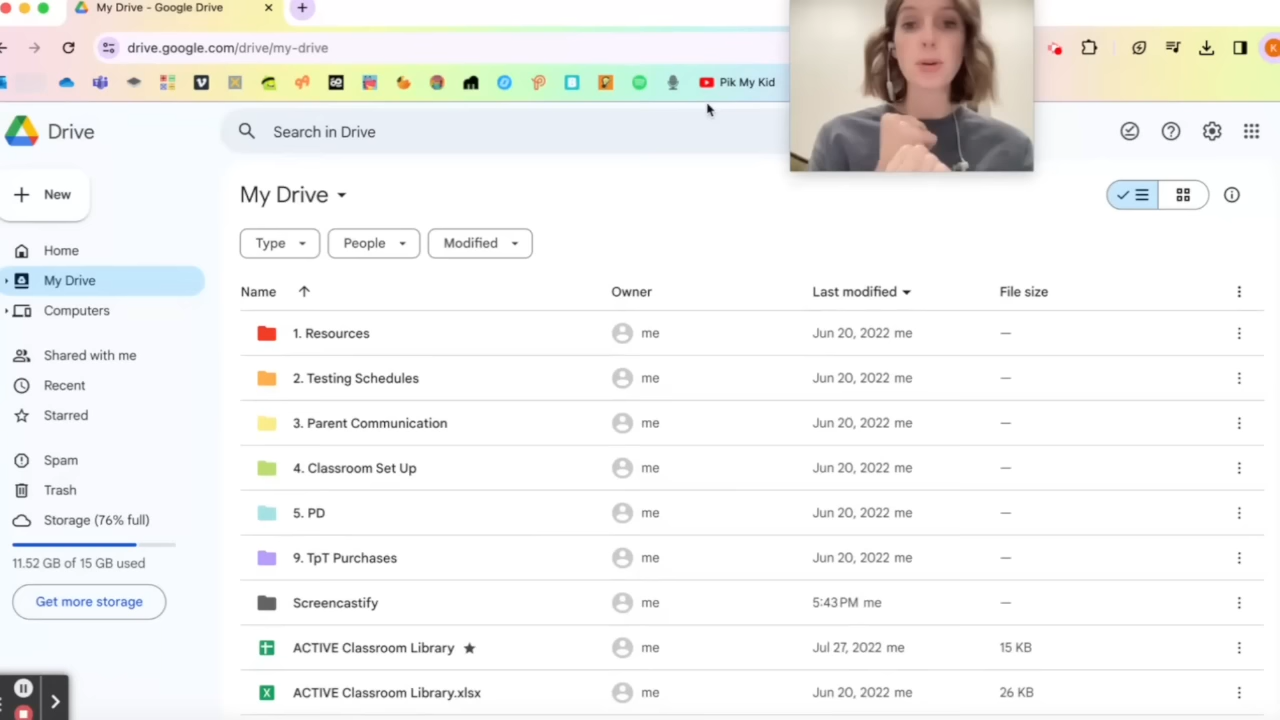 My Drive - Google Drive
drive.google.com/drive/my-drive
Pik My Kid
Drive
Search in Drive
New
My Drive
Home
Type
People
Modified
My Drive
Computers
Name
Owner
Last modified
File size
1. Resources
me
Jun 20, 2022 me
—
Shared with me
2. Testing Schedules
me
Jun 20, 2022 me
—
Recent
Starred
3. Parent Communication
me
Jun 20, 2022 me
—
Spam
4. Classroom Set Up
me
Jun 20, 2022 me
—
Trash
5. PD
me
Jun 20, 2022 me
—
Storage (76% full)
11.52 GB of 15 GB used
9. TpT Purchases
me
Jun 20, 2022 me
—
Get more storage
Screencastify
me
5:43 PM me
—
ACTIVE Classroom Library
me
Jul 27, 2022 me
15 KB
ACTIVE Classroom Library.xlsx
me
Jun 20, 2022 me
26 KB